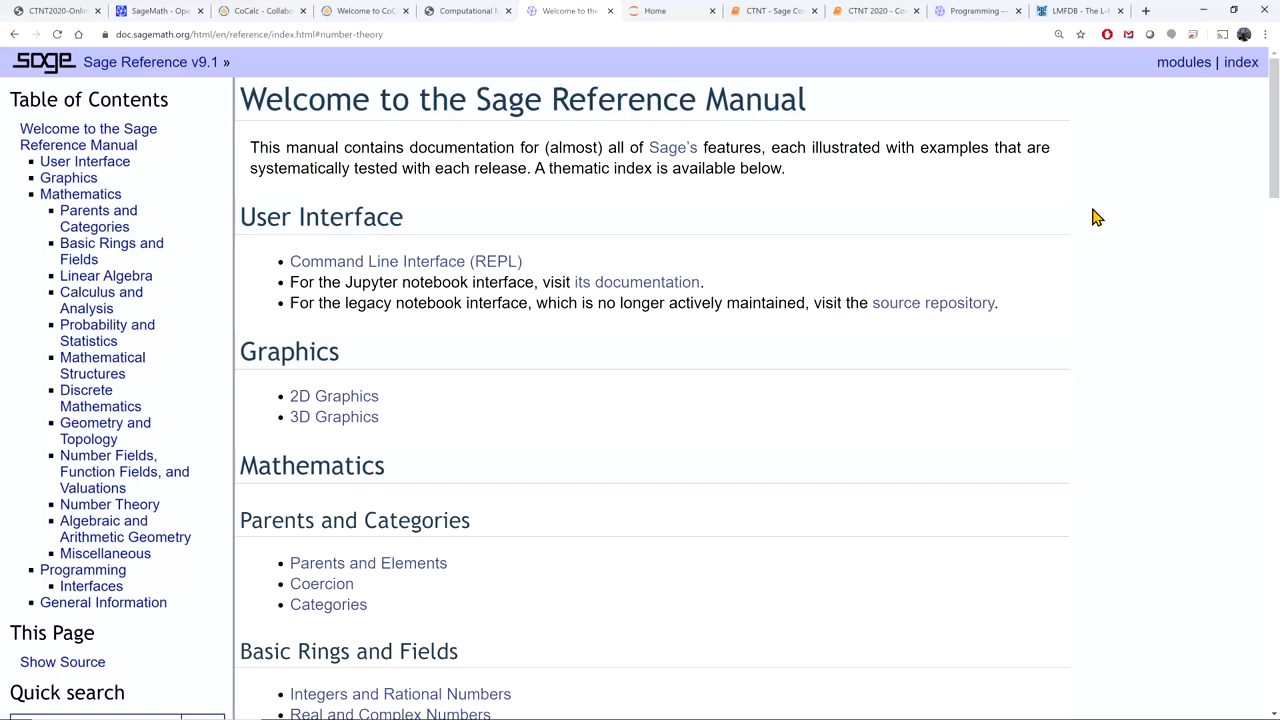 CTNT2020-Onlin
SageMath - Ope
CoCalc - Collabo
Welcome to CoC
Computational N
Welcome to the
Home
CTNT - Sage Co
CTNT 2020 - Co
Programming —
LMFDB - The L-f
doc.sagemath.org/html/en/reference/index.html#number-theory
sage Sage Reference v9.1 »
modules | index
Table of Contents
Welcome to the Sage
Reference Manual
User Interface
Graphics
Mathematics
Parents and
Categories
Basic Rings and
Fields
Linear Algebra
Calculus and
Analysis
Probability and
Statistics
Mathematical
Structures
Discrete
Mathematics
Geometry and
Topology
Number Fields,
Function Fields, and
Valuations
Number Theory
Algebraic and
Arithmetic Geometry
Miscellaneous
Programming
Interfaces
General Information
This Page
Show Source
Quick search
Welcome to the Sage Reference Manual
This manual contains documentation for (almost) all of Sage's features, each illustrated with examples that are
systematically tested with each release. A thematic index is available below.
User Interface
Command Line Interface (REPL)
For the Jupyter notebook interface, visit its documentation.
For the legacy notebook interface, which is no longer actively maintained, visit the source repository.
Graphics
2D Graphics
3D Graphics
Mathematics
Parents and Categories
Parents and Elements
Coercion
Categories
Basic Rings and Fields
Integers and Rational Numbers
Real and Complex Numbers